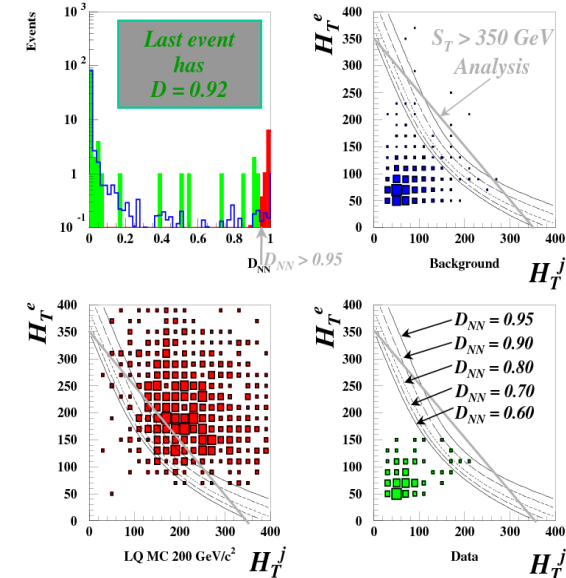 Events
10²
10
1
10⁻¹
0 0.2 0.4 0.6 0.8 1
D_NN
D_NN > 0.95
Last event
has
D = 0.92
H_T^e
400
350
300
250
200
150
100
50
0
0 100 200 300 400
Background
H_T^j
S_T > 350 GeV
Analysis
H_T^e
400
350
300
250
200
150
100
50
0
0 100 200 300 400
LQ MC 200 GeV/c²
H_T^j
400
350
300
250
200
150
100
50
0
0 100 200 300 400
Data
H_T^j
D_NN = 0.95
D_NN = 0.90
D_NN = 0.80
D_NN = 0.70
D_NN = 0.60
H_T^e